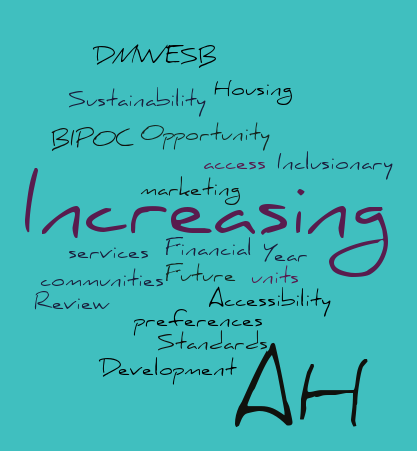 DMWESB
Sustainability Housing
BIPOC Opportunity
access Inclusionary
marketing
Increasing
services Financial Year
communities Future units
Review Accessibility
preferences
Standards
Development AH